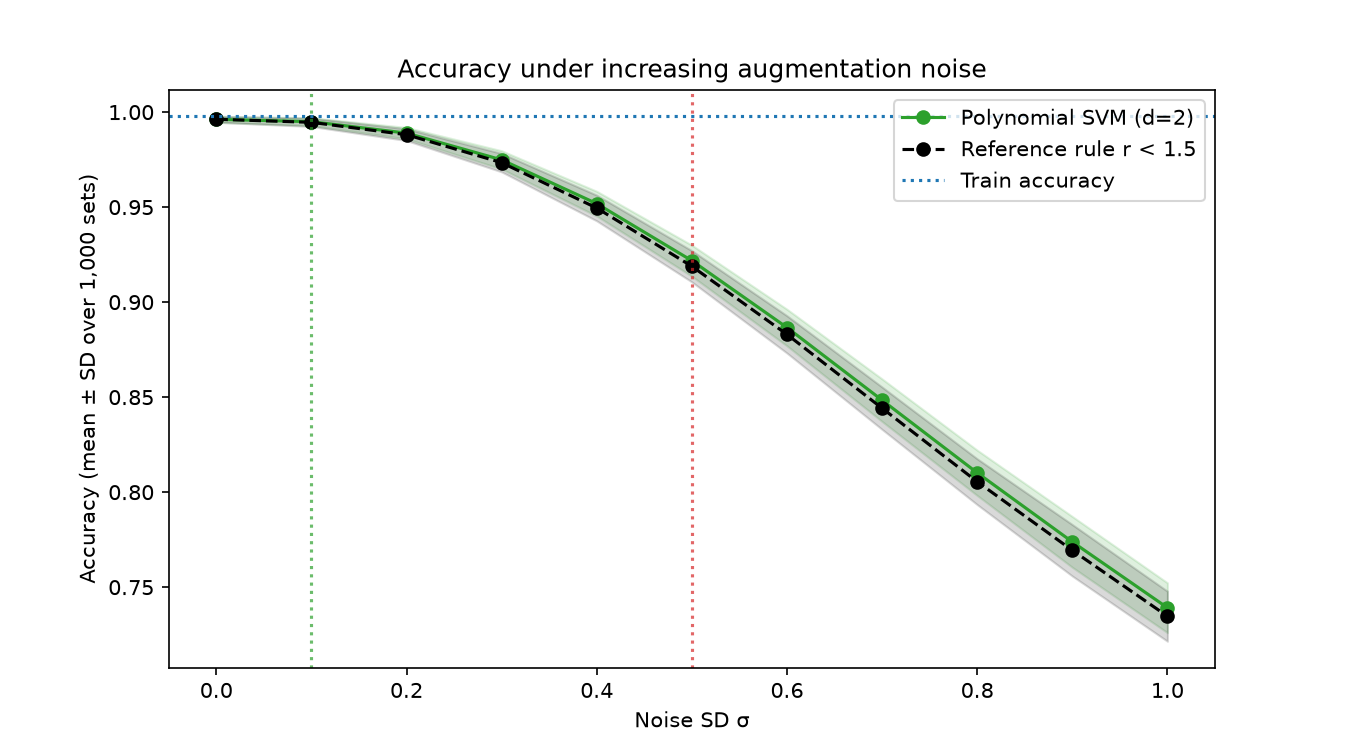 Accuracy under increasing augmentation noise
Polynomial SVM (d=2)
Reference rule r < 1.5
Train accuracy
Accuracy (mean ± SD over 1,000 sets)
1.00
0.95
0.90
0.85
0.80
0.75
0.0 0.2 0.4 0.6 0.8 1.0
Noise SD σ